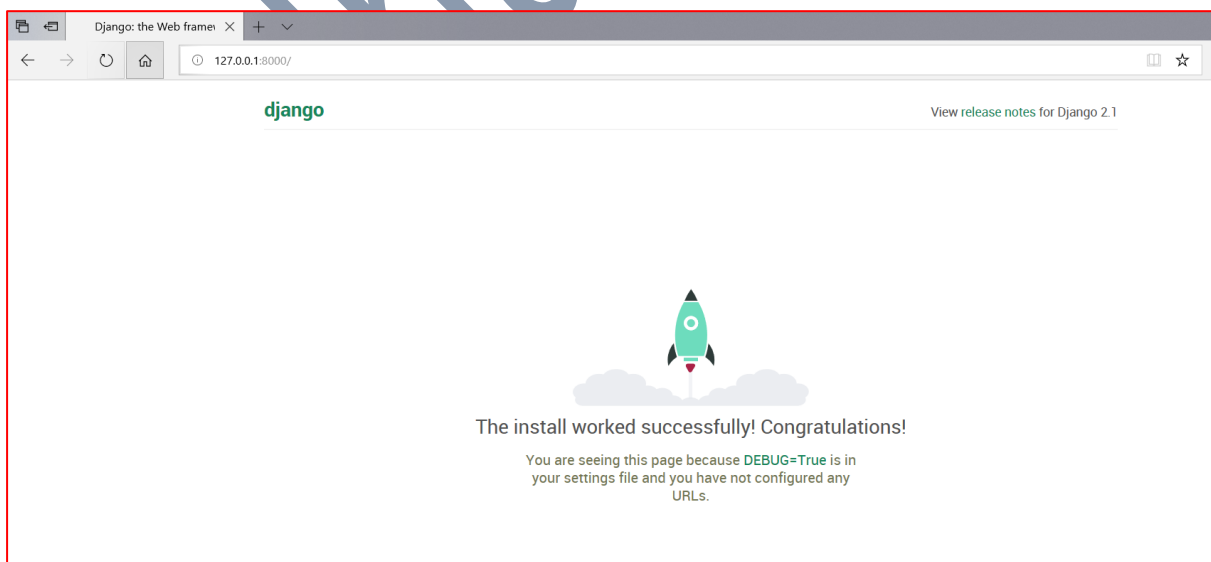 Django: the Web framew
127.0.0.1:8000/
django
View release notes for Django 2.1
The install worked successfully! Congratulations!
You are seeing this page because DEBUG=True is in
your settings file and you have not configured any
URLs.